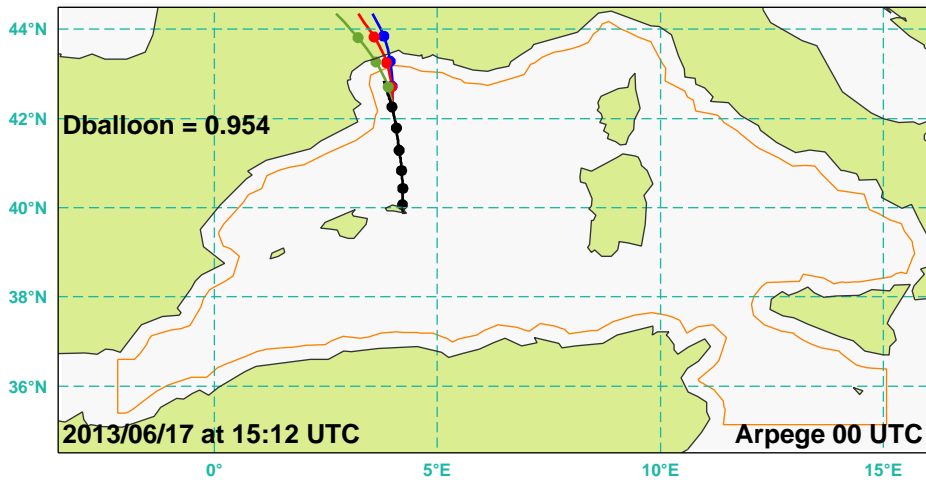 44°N
42°N
Dballoon = 0.954
40°N
38°N
36°N
2013/06/17 at 15:12 UTC
Arpege 00 UTC
0°
5°E
10°E
15°E